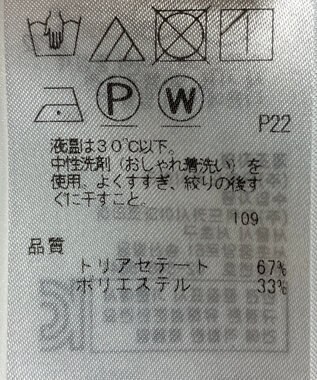 P W
P22
液温は30℃以下。
中性洗剤（おしゃれ着洗い）を
使用。よくすすぎ、絞りの後す
ぐに干すこと。
109
品質
トリアセテート 67%
ポリエステル 33%